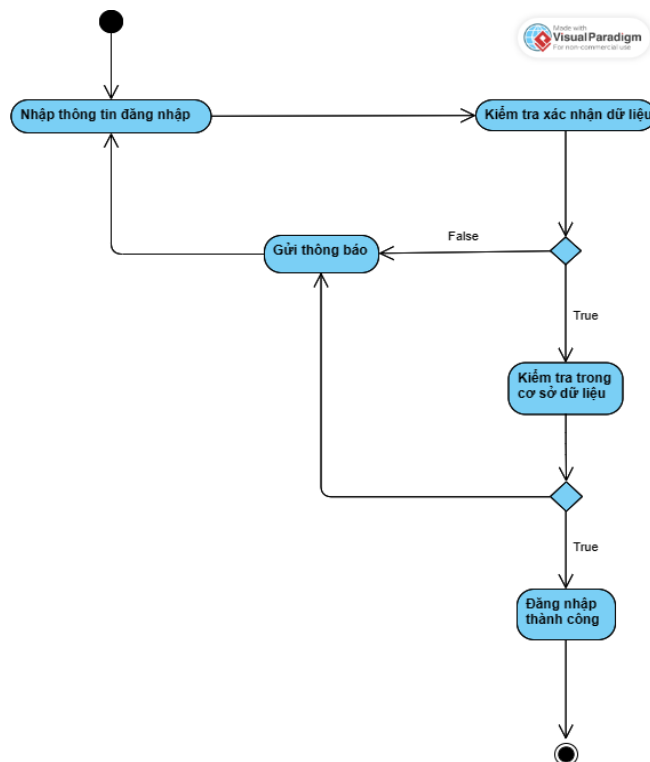 Made with
Visual Paradigm
For non-commercial use
Nhập thông tin đăng nhập
Kiểm tra xác nhận dữ liệu
False
Gửi thông báo
True
Kiểm tra trong
cơ sở dữ liệu
True
Đăng nhập
thành công